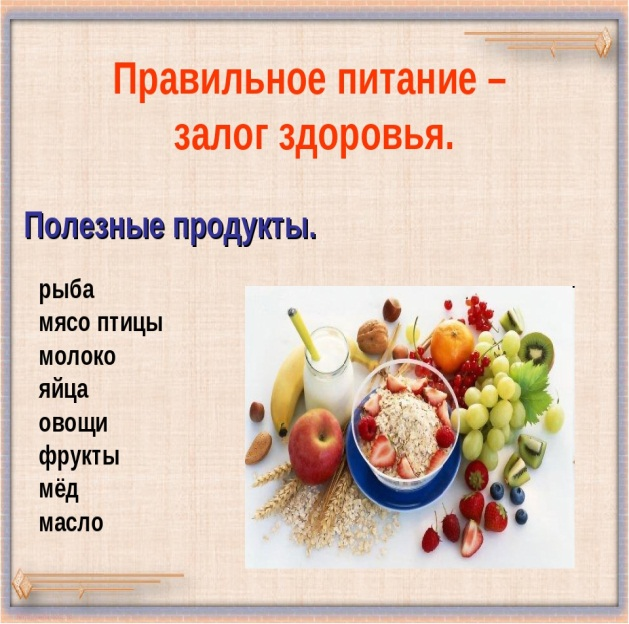 Правильное питание –
залог здоровья.
Полезные продукты.
рыба
мясо птицы
молоко
яйца
овощи
фрукты
мёд
масло